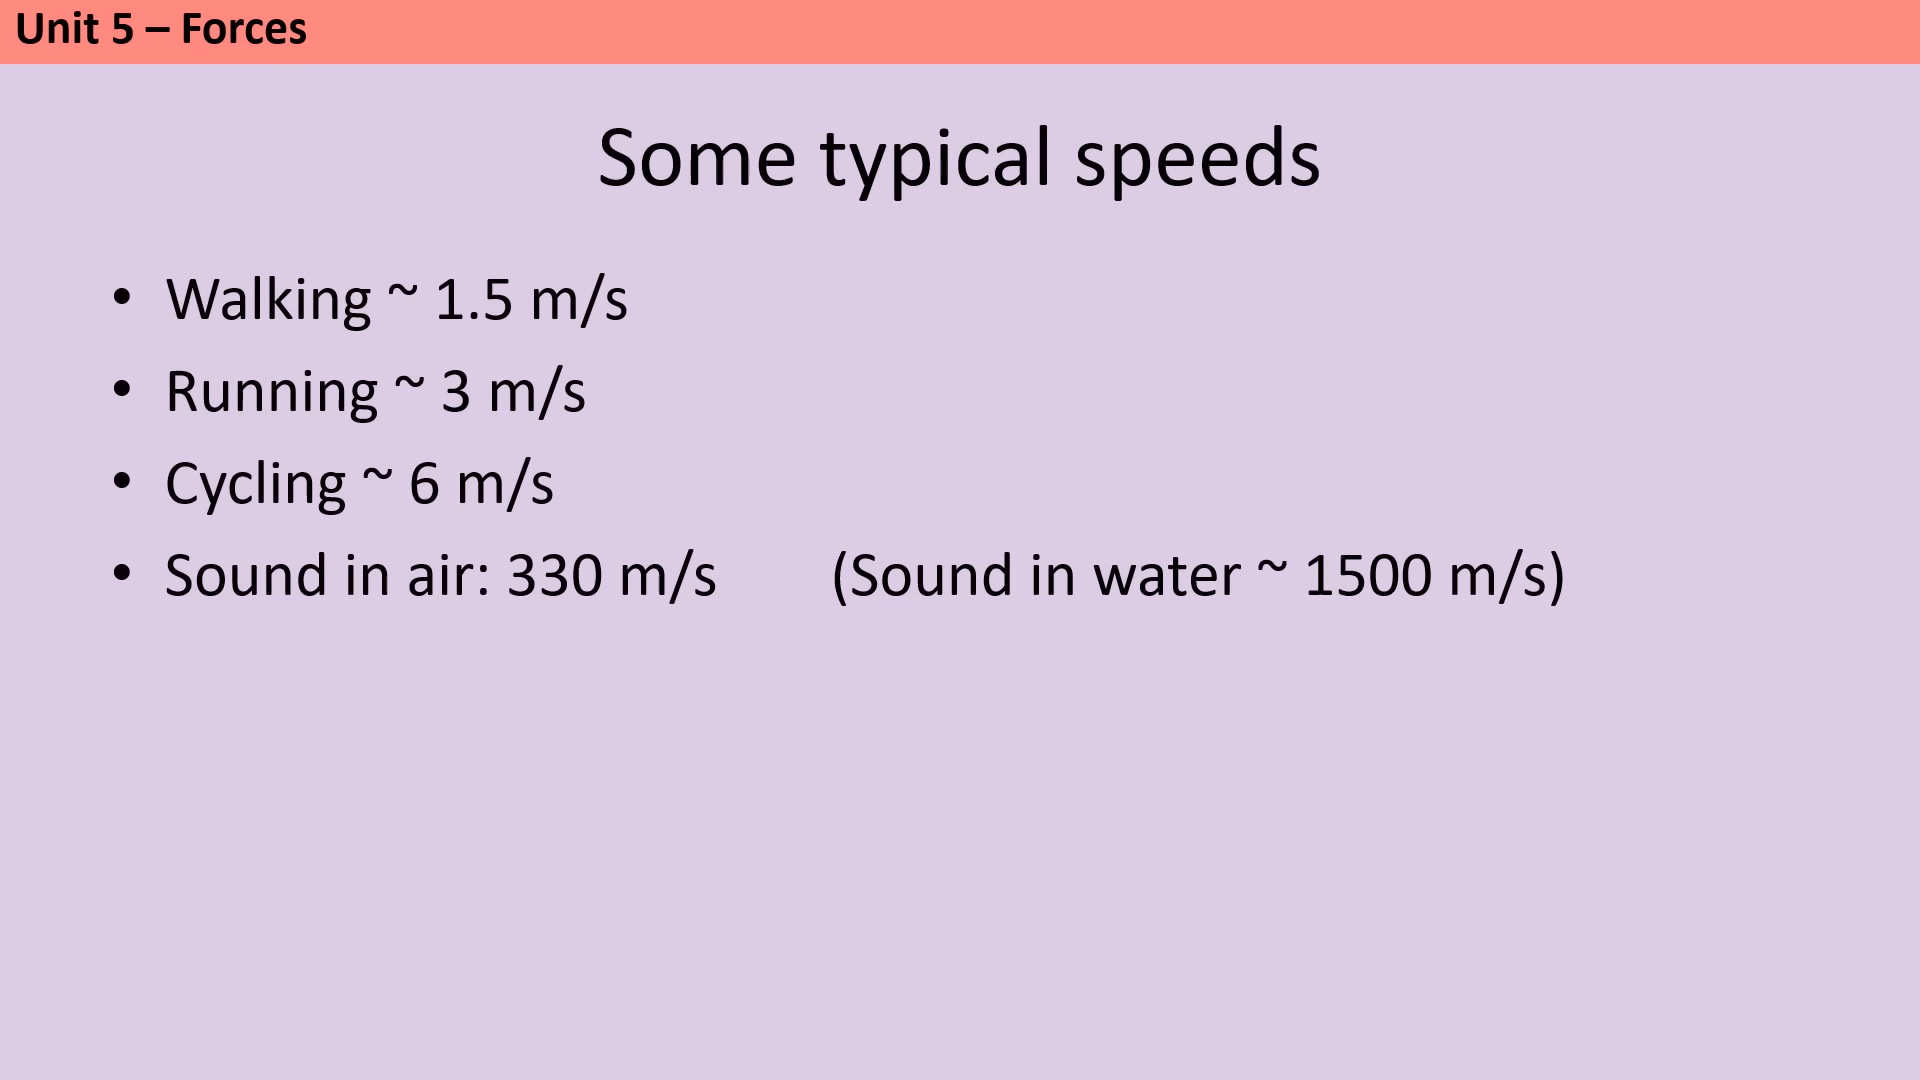 Unit 5 – Forces
Some typical speeds
• Walking ~ 1.5 m/s
• Running ~ 3 m/s
• Cycling ~ 6 m/s
• Sound in air: 330 m/s (Sound in water ~ 1500 m/s)